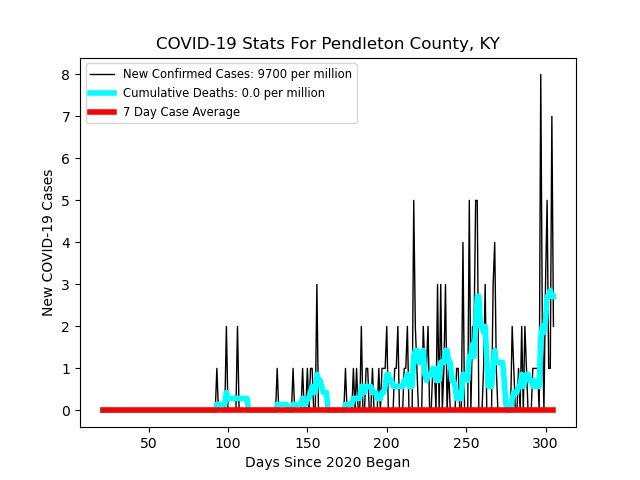 COVID-19 Stats For Pendleton County, KY
New Confirmed Cases: 9700 per million
Cumulative Deaths: 0.0 per million
7 Day Case Average
New COVID-19 Cases
8
7
6
5
4
3
2
1
0
50 100 150 200 250 300
Days Since 2020 Began